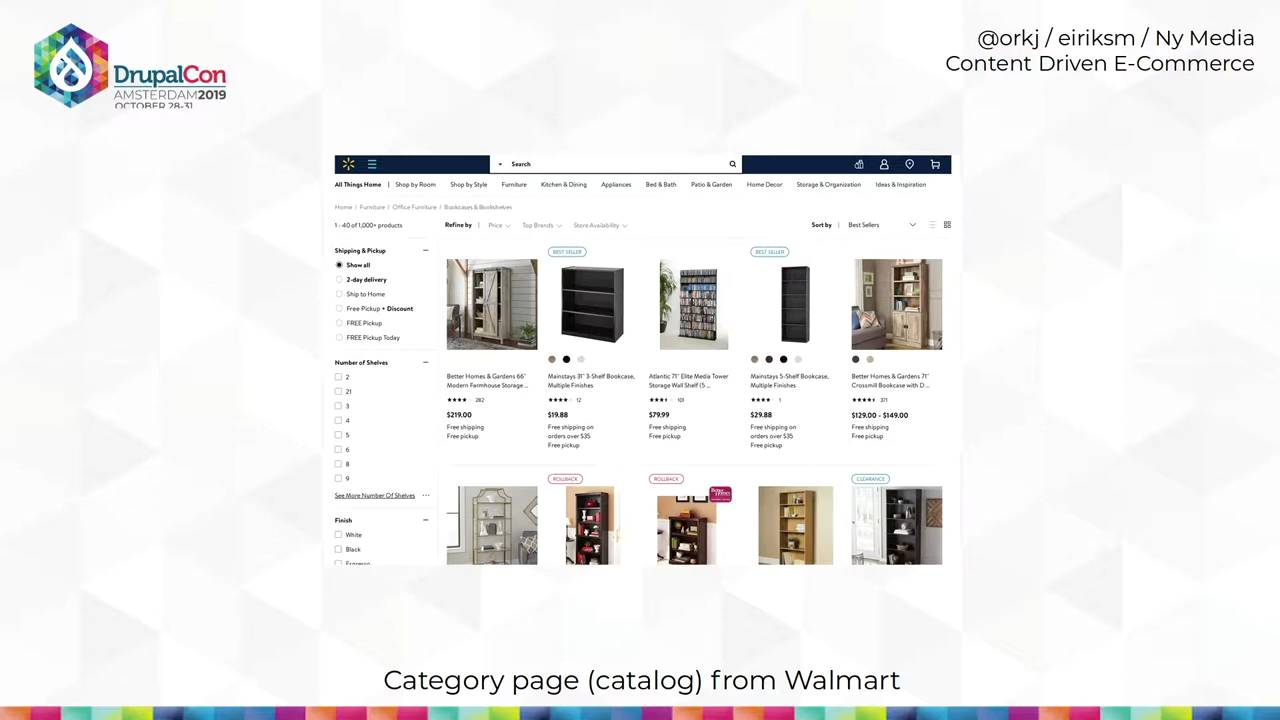 DrupalCon
AMSTERDAM2019
OCTOBER 28-31
@orkj / eiriksm / Ny Media
Content Driven E-Commerce
Search
All Things Home | Shop by Room Shop by Style Furniture Kitchen & Dining Appliances Bed & Bath Patio & Garden Home Decor Storage & Organization Ideas & Inspiration
Home / Furniture / Office Furniture / Bookcases & Bookshelves
1 - 40 of 1,000+ products
Refine by | Price Top Brands Store Availability
Sort by | Best Sellers
Shipping & Pickup
Show all
2-day delivery
Ship to Home
Free Pickup + Discount
FREE Pickup
FREE Pickup Today
Number of Shelves
2
21
3
4
5
6
8
9
See More Number Of Shelves ...
Finish
White
Black
Espresso
Better Homes & Gardens 66"
Modern Farmhouse Storage ...
282
$219.00
Free shipping
Free pickup
BEST SELLER
Mainstays 31" 3-Shelf Bookcase,
Multiple Finishes
12
$19.88
Free shipping on
orders over $35
Free pickup
Atlantic 71" Elite Media Tower
Storage Wall Shelf (5 ...
101
$79.99
Free shipping
Free pickup
BEST SELLER
Mainstays 5-Shelf Bookcase,
Multiple Finishes
1
$29.88
Free shipping on
orders over $35
Free pickup
Better Homes & Gardens 71"
Crossmill Bookcase with D ...
371
$129.00 - $149.00
Free shipping
Free pickup
ROLLBACK
ROLLBACK
CLEARANCE
Category page (catalog) from Walmart